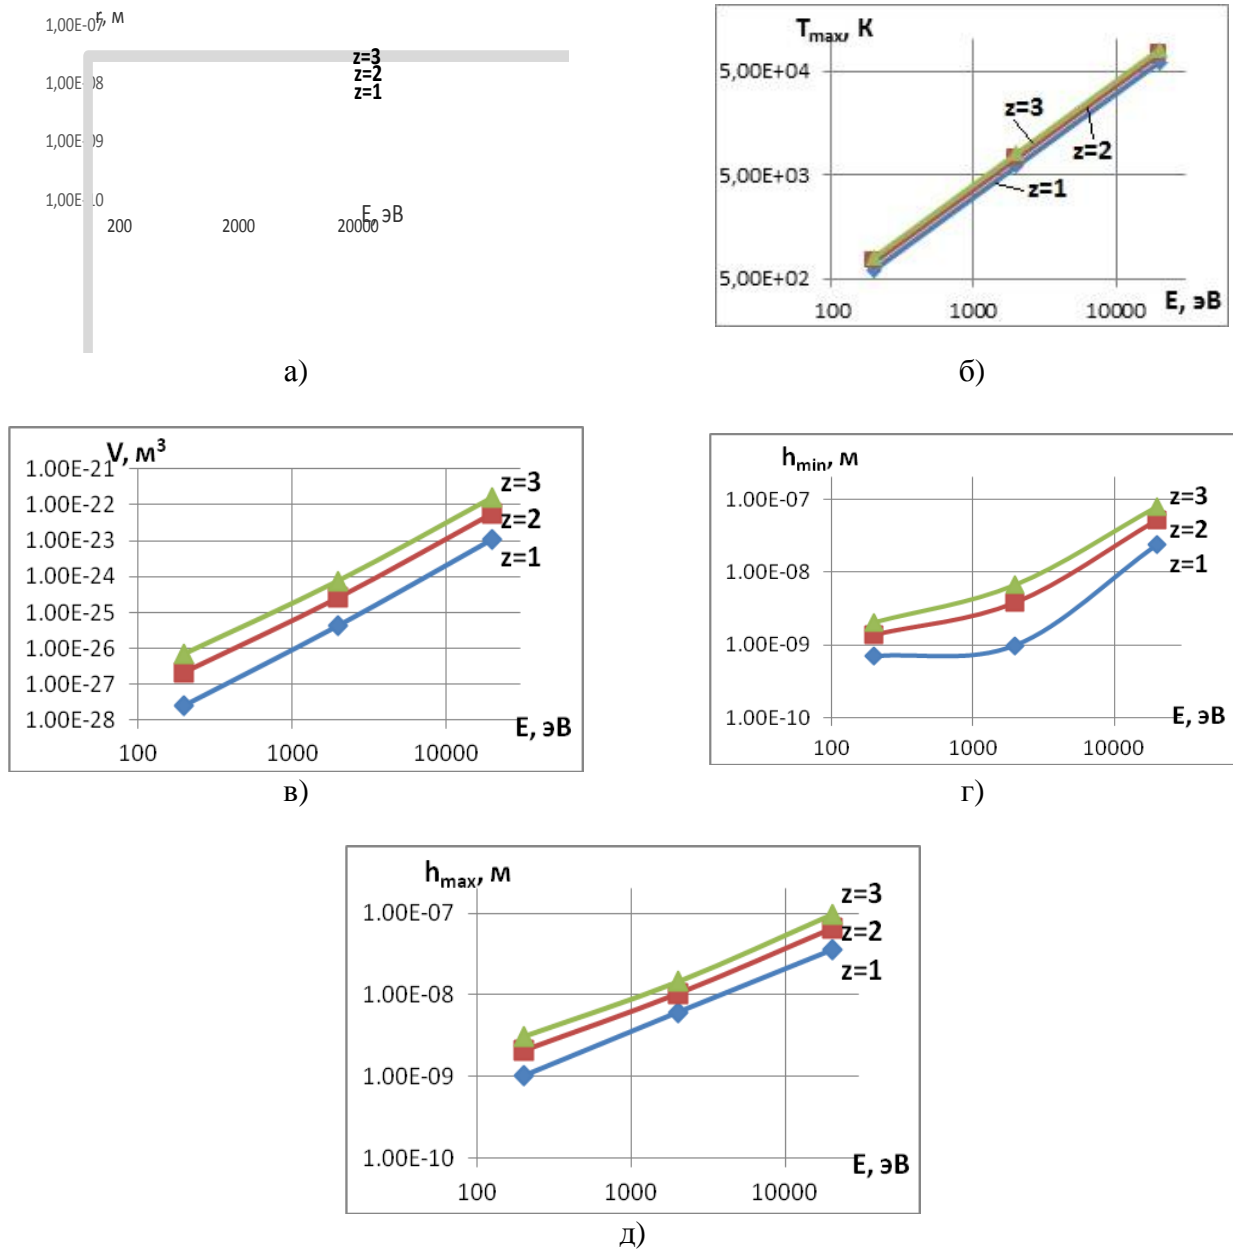 r, м
1,00E-07
z=3
z=2
1,00E-08
z=1
1,00E-09
1,00E-10
E, эВ
200 2000 20000
а)
Tmax, К
5,00E+04
z=3
z=2
5,00E+03
z=1
5,00E+02
E, эВ
100 1000 10000
б)
V, м³
1.00E-21
z=3
1.00E-22
z=2
1.00E-23
z=1
1.00E-24
1.00E-25
1.00E-26
1.00E-27
1.00E-28
E, эВ
100 1000 10000
в)
hmin, м
1.00E-07
z=3
z=2
z=1
1.00E-08
1.00E-09
1.00E-10
E, эВ
100 1000 10000
г)
hmax, м
z=3
1.00E-07
z=2
z=1
1.00E-08
1.00E-09
1.00E-10
E, эВ
100 1000 10000
д)